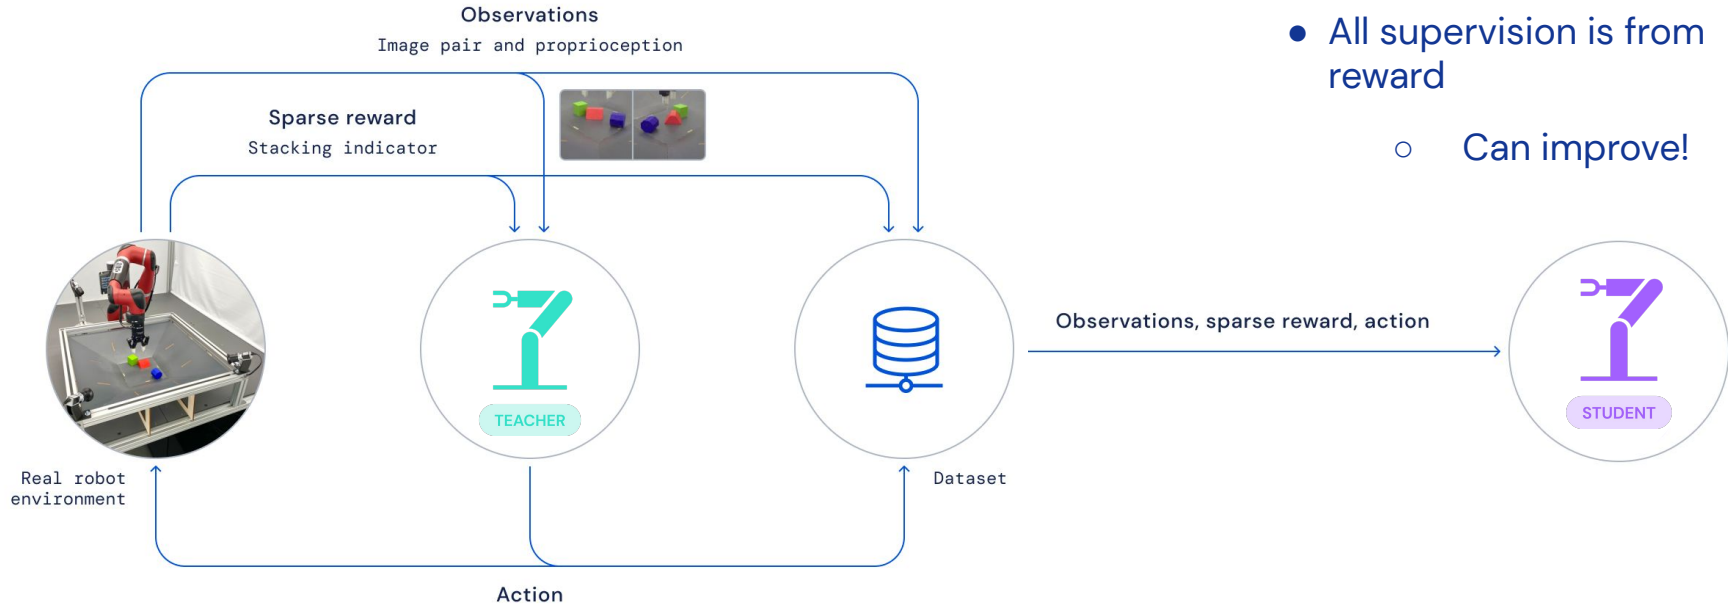 Observations
Image pair and proprioception
Sparse reward
Stacking indicator
● All supervision is from
reward
○ Can improve!
TEACHER
Observations, sparse reward, action
STUDENT
Real robot
environment
Dataset
Action